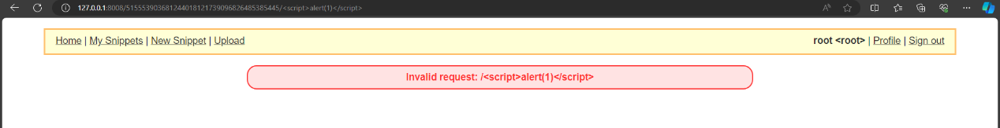 127.0.0.1:8008/515553903681244018121739096826485385445/<script>alert(1)</script>
Home | My Snippets | New Snippet | Upload
root <root> | Profile | Sign out
Invalid request: /<script>alert(1)</script>